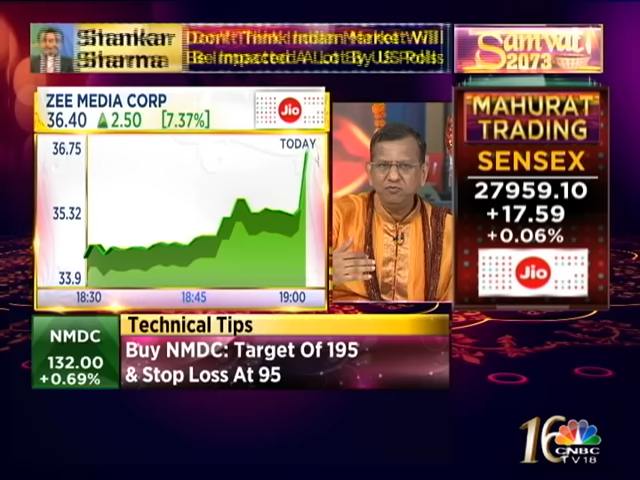 Shankar Sharma
Don't Think Indian Market Will
Be Impacted A Lot By US Polls
Samvat
2073
ZEE MEDIA CORP
36.40 ▲2.50 [7.37%]
Jio
TODAY
36.75
35.32
33.9
18:30 18:45 19:00
MAHURAT
TRADING
SENSEX
27959.10
+17.59
+0.06%
Jio
NMDC
132.00
+0.69%
Technical Tips
Buy NMDC: Target Of 195
& Stop Loss At 95
16
CNBC
TV18